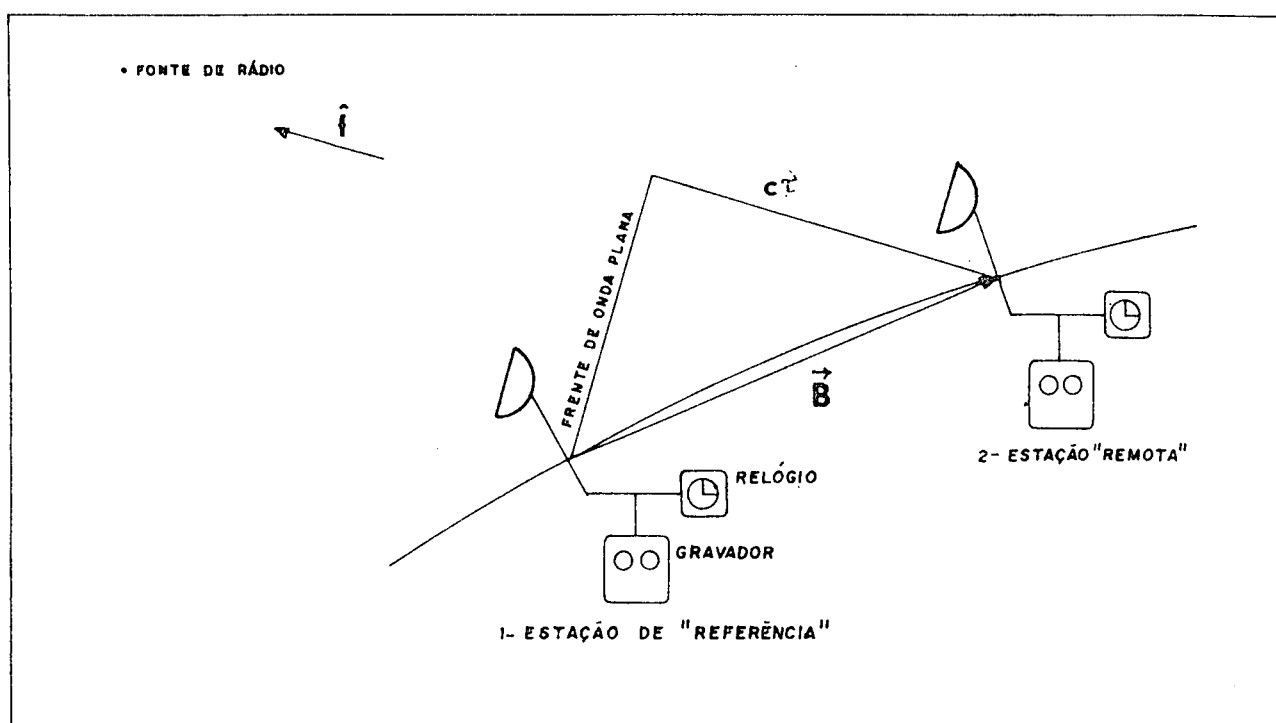 • FONTE DE RÁDIO
f̂
cτ
FRENTE DE ONDA PLANA
B⃗
2- ESTAÇÃO "REMOTA"
RELÓGIO
GRAVADOR
1- ESTAÇÃO DE "REFERÊNCIA"